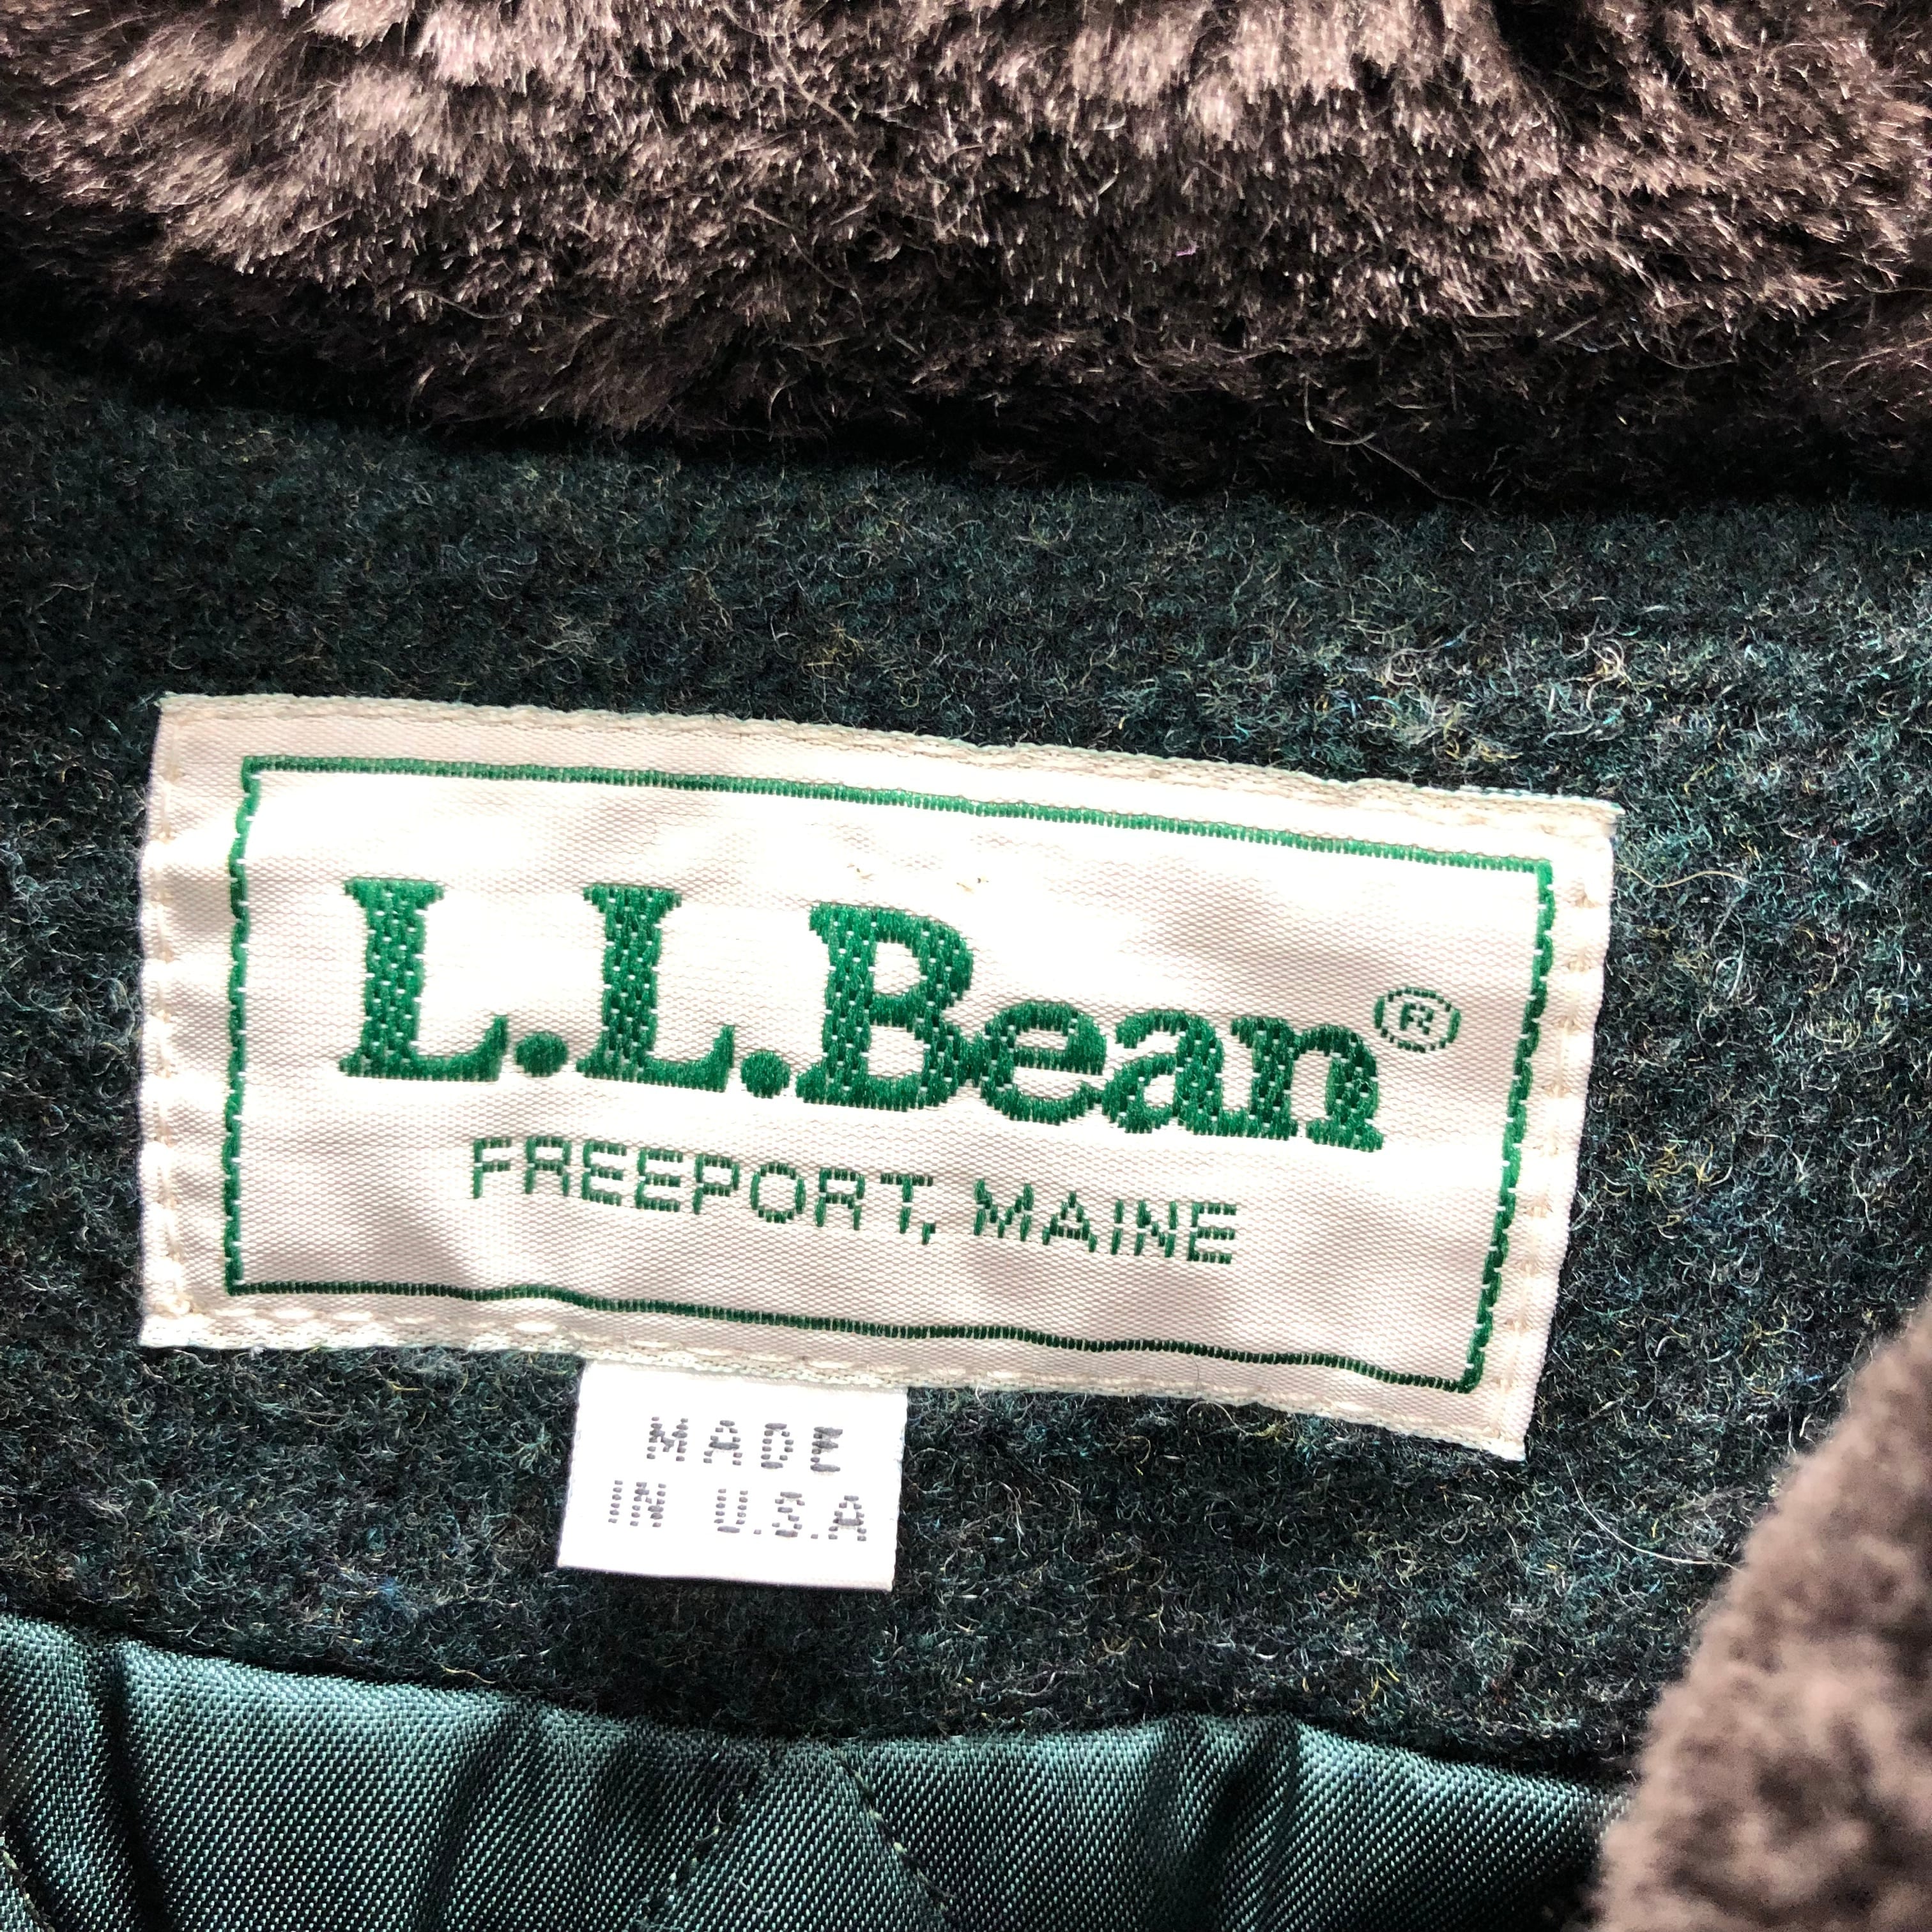 L.L.Bean®
FREEPORT, MAINE
MADE
IN U.S.A